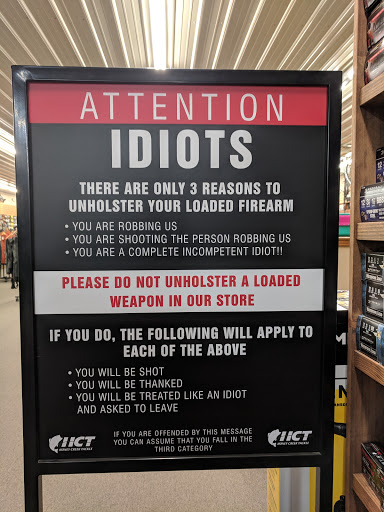 ATTENTION
IDIOTS
THERE ARE ONLY 3 REASONS TO
UNHOLSTER YOUR LOADED FIREARM
• YOU ARE ROBBING US
• YOU ARE SHOOTING THE PERSON ROBBING US
• YOU ARE A COMPLETE INCOMPETENT IDIOT!!
PLEASE DO NOT UNHOLSTER A LOADED
WEAPON IN OUR STORE
IF YOU DO, THE FOLLOWING WILL APPLY TO
EACH OF THE ABOVE
• YOU WILL BE SHOT
• YOU WILL BE THANKED
• YOU WILL BE TREATED LIKE AN IDIOT
AND ASKED TO LEAVE
HCT
IF YOU ARE OFFENDED BY THIS MESSAGE
YOU CAN ASSUME THAT YOU FALL IN THE
THIRD CATEGORY
HCT